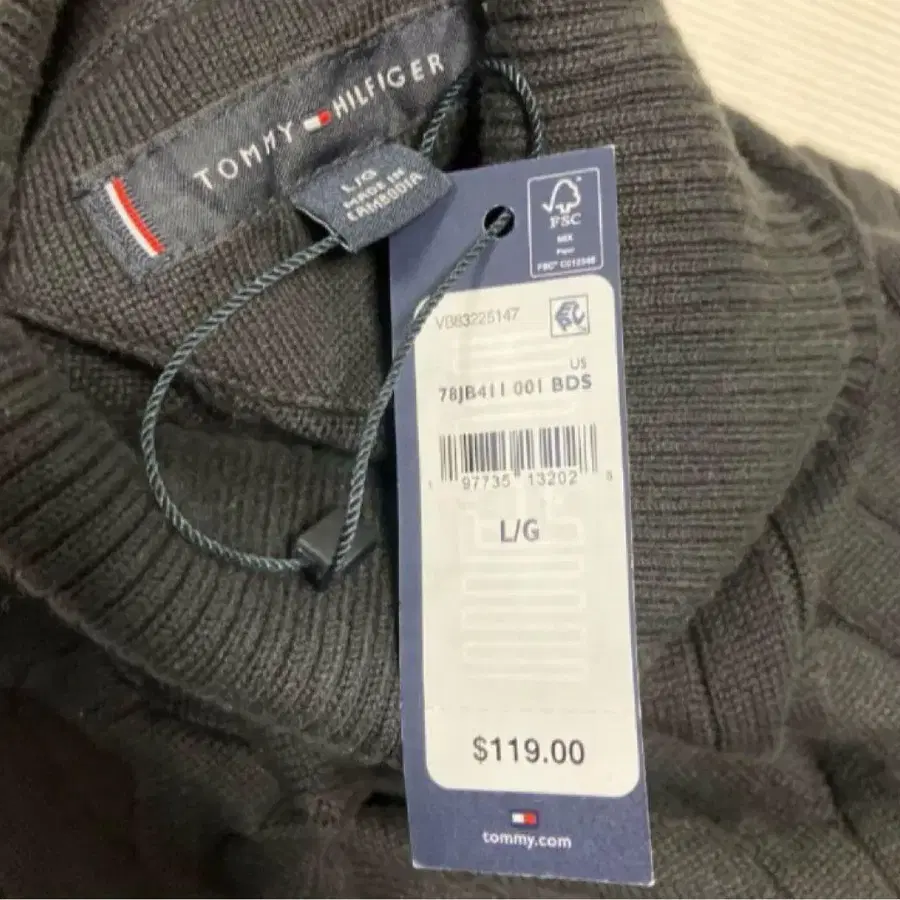 TOMMY HILFIGER
L/G
MADE IN
CAMBODIA
FSC
MIX
Paper
VB83225147
US
78JB411 001 BDS
1 97735 13202
L/G
$119.00
tommy.com